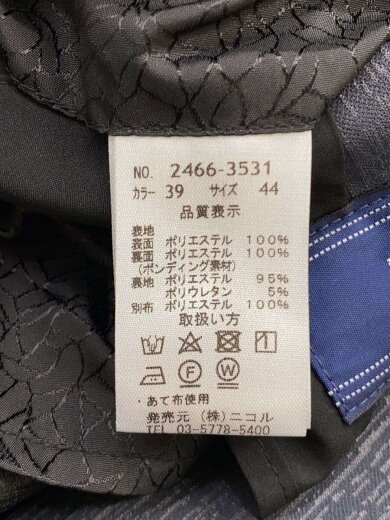 NO. 2466-3531
カラー 39 サイズ 44
品質表示
表地
表面 ポリエステル 100%
裏面 ポリエステル 100%
(ボンディング素材)
裏地 ポリエステル 95%
ポリウレタン 5%
別布 ポリエステル 100%
取扱い方
F W
・あて布使用
発売元 (株)ニコル
TEL 03-5778-5400